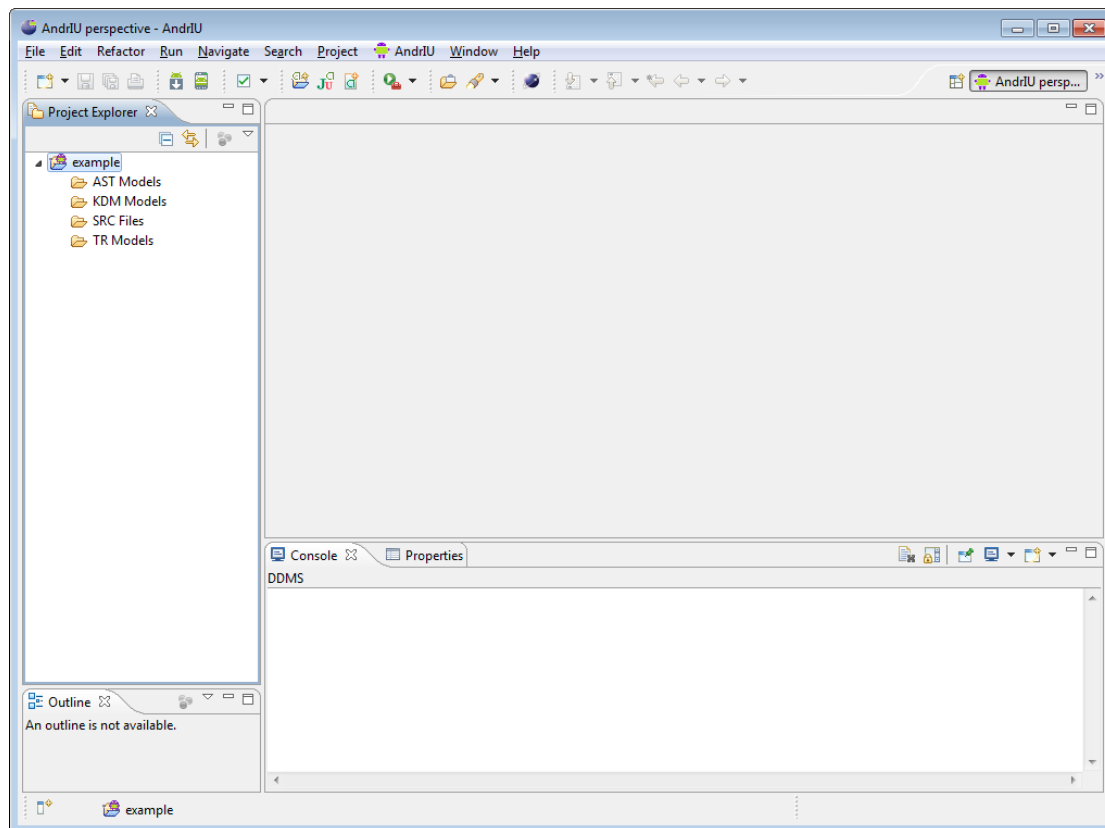 AndrIU perspective - AndrIU
File Edit Refactor Run Navigate Search Project AndrIU Window Help
AndrIU persp...
Project Explorer
example
AST Models
KDM Models
SRC Files
TR Models
Console Properties
DDMS
Outline
An outline is not available.
example